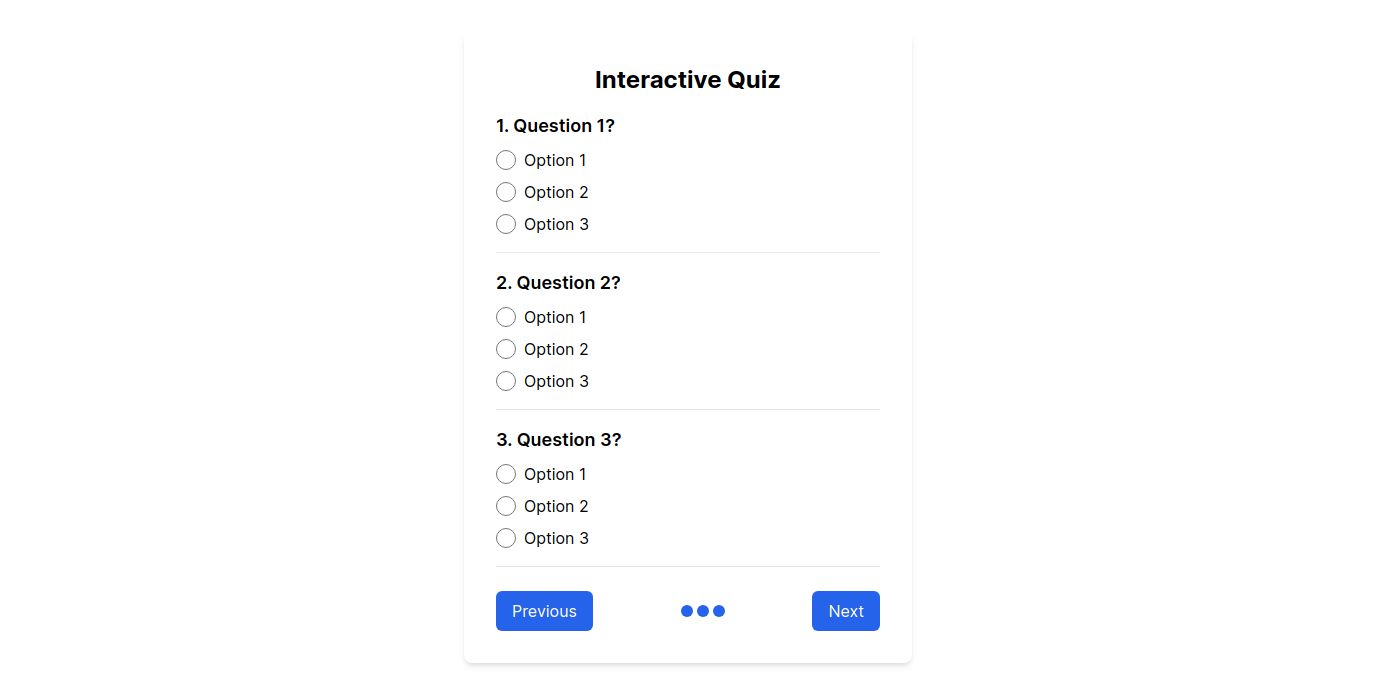 Interactive Quiz
1. Question 1?
Option 1
Option 2
Option 3
2. Question 2?
Option 1
Option 2
Option 3
3. Question 3?
Option 1
Option 2
Option 3
Previous
Next